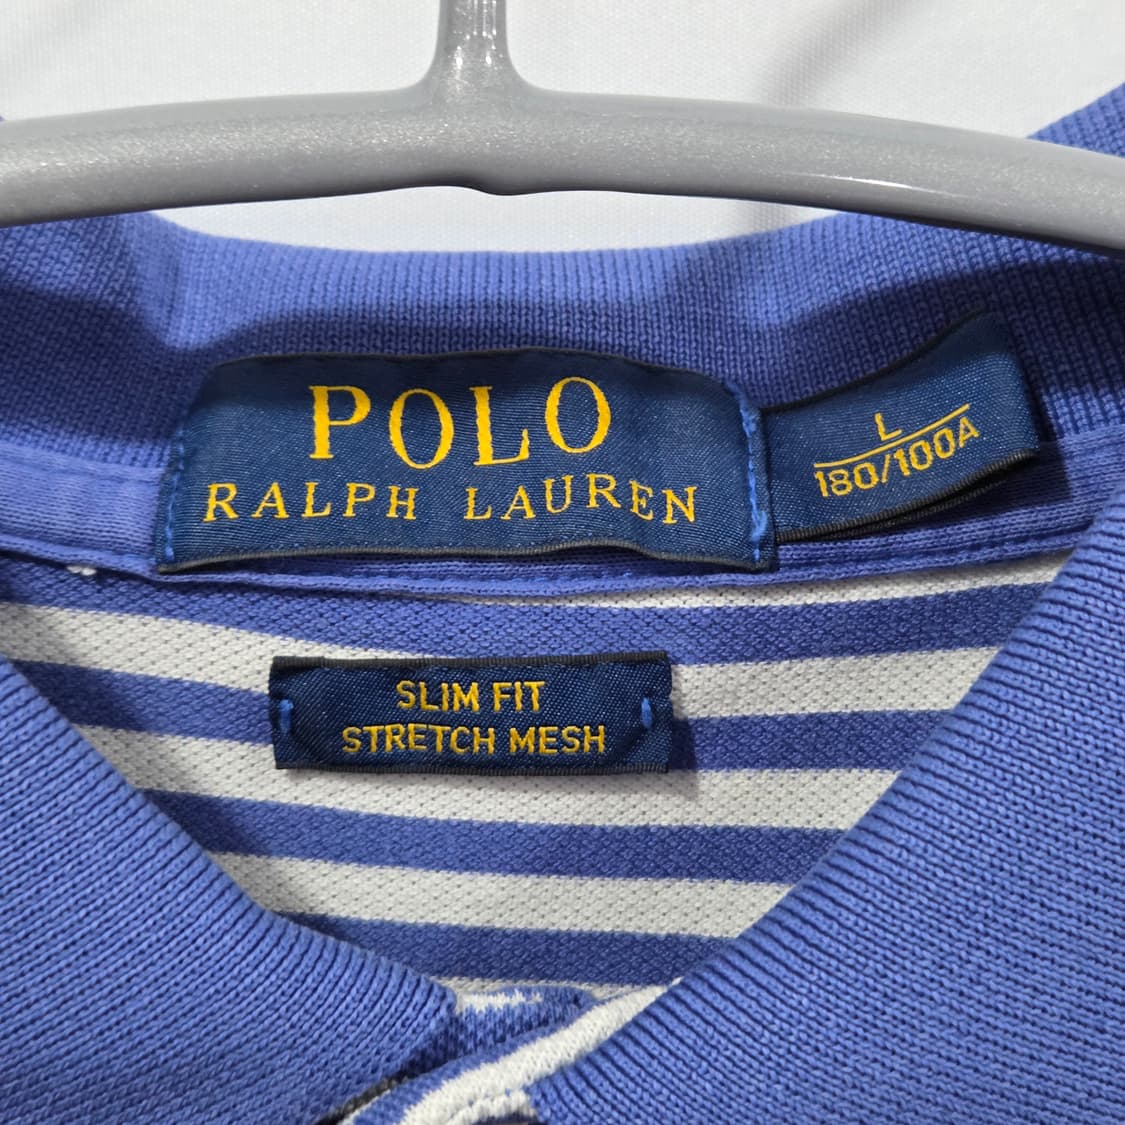 POLO
RALPH LAUREN
L
180/100A
SLIM FIT
STRETCH MESH